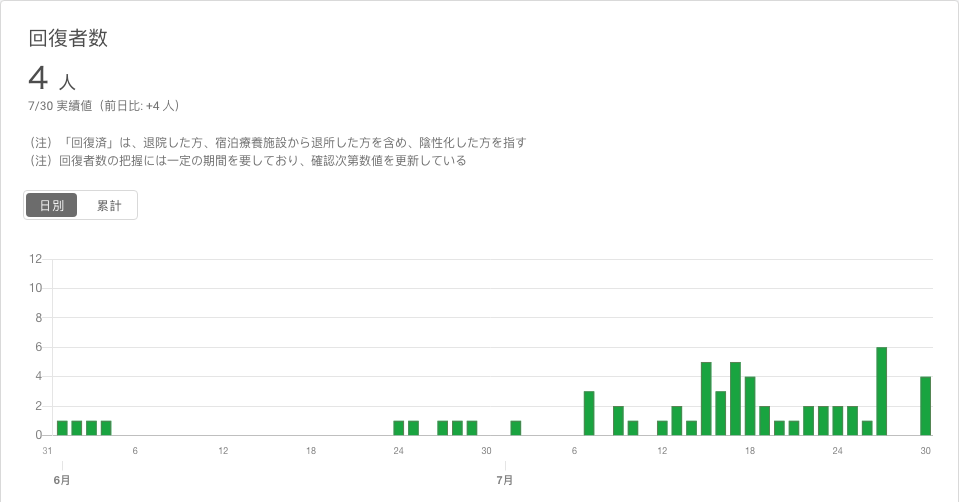 回復者数
4 人
7/30 実績値（前日比: +4 人）
（注）「回復済」は、退院した方、宿泊療養施設から退所した方を含め、陰性化した方を指す
（注）回復者数の把握には一定の期間を要しており、確認次第数値を更新している
日別 累計
12
10
8
6
4
2
0
31 6 12 18 24 30 6 12 18 24 30
6月 7月